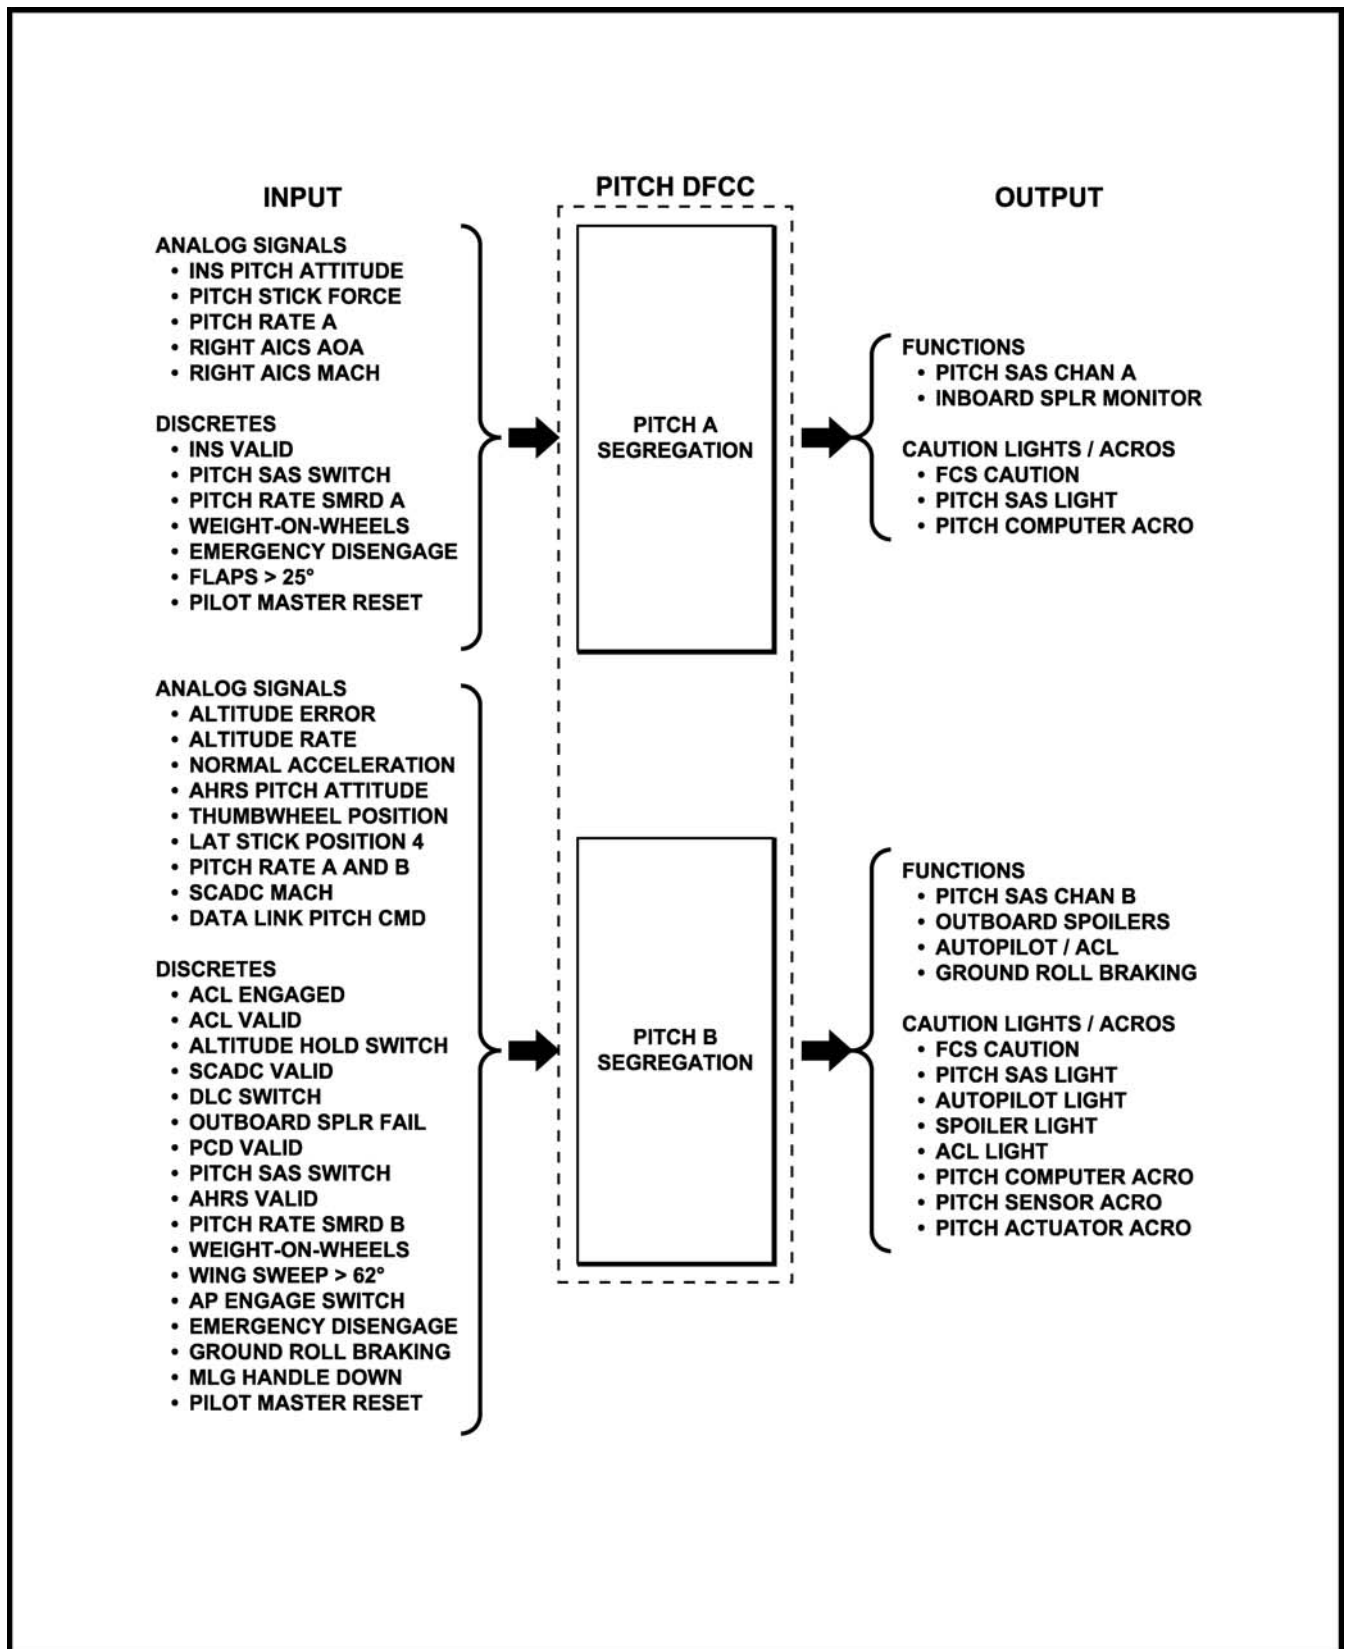 INPUT
PITCH DFCC
OUTPUT
ANALOG SIGNALS
• INS PITCH ATTITUDE
• PITCH STICK FORCE
• PITCH RATE A
• RIGHT AICS AOA
• RIGHT AICS MACH
DISCRETES
• INS VALID
• PITCH SAS SWITCH
• PITCH RATE SMRD A
• WEIGHT-ON-WHEELS
• EMERGENCY DISENGAGE
• FLAPS > 25°
• PILOT MASTER RESET
PITCH A
SEGREGATION
FUNCTIONS
• PITCH SAS CHAN A
• INBOARD SPLR MONITOR
CAUTION LIGHTS / ACROS
• FCS CAUTION
• PITCH SAS LIGHT
• PITCH COMPUTER ACRO
ANALOG SIGNALS
• ALTITUDE ERROR
• ALTITUDE RATE
• NORMAL ACCELERATION
• AHRS PITCH ATTITUDE
• THUMBWHEEL POSITION
• LAT STICK POSITION 4
• PITCH RATE A AND B
• SCADC MACH
• DATA LINK PITCH CMD
DISCRETES
• ACL ENGAGED
• ACL VALID
• ALTITUDE HOLD SWITCH
• SCADC VALID
• DLC SWITCH
• OUTBOARD SPLR FAIL
• PCD VALID
• PITCH SAS SWITCH
• AHRS VALID
• PITCH RATE SMRD B
• WEIGHT-ON-WHEELS
• WING SWEEP > 62°
• AP ENGAGE SWITCH
• EMERGENCY DISENGAGE
• GROUND ROLL BRAKING
• MLG HANDLE DOWN
• PILOT MASTER RESET
PITCH B
SEGREGATION
FUNCTIONS
• PITCH SAS CHAN B
• OUTBOARD SPOILERS
• AUTOPILOT / ACL
• GROUND ROLL BRAKING
CAUTION LIGHTS / ACROS
• FCS CAUTION
• PITCH SAS LIGHT
• AUTOPILOT LIGHT
• SPOILER LIGHT
• ACL LIGHT
• PITCH COMPUTER ACRO
• PITCH SENSOR ACRO
• PITCH ACTUATOR ACRO